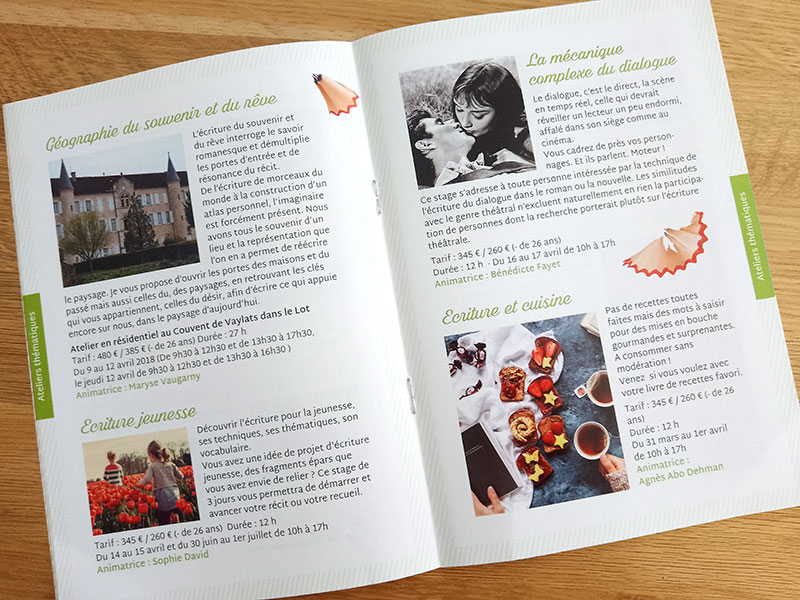 Géographie du souvenir et du rêve
L'écriture du souvenir et
du rêve interroge le savoir
romanesque et démultiplie
les portes d'entrée et de
résonance du récit.
De l'écriture de morceaux du
monde à la construction d'un
atlas personnel, l'imaginaire
est forcément présent. Nous
avons tous le souvenir d'un
lieu et la représentation que
l'on en a permet de réécrire
le paysage. Je vous propose d'ouvrir les portes des maisons et du
passé mais aussi celles du, des paysages, en retrouvant les clés
qui vous appartiennent, celles du désir, afin d'écrire ce qui appuie
encore sur nous, dans le paysage d'aujourd'hui.
Atelier en résidentiel au Couvent de Vaylats dans le Lot
Tarif : 480 € / 385 € (- de 26 ans) Durée : 27 h
Du 9 au 12 avril 2018 (De 9h30 à 12h30 et de 13h30 à 17h30,
le jeudi 12 avril de 9h30 à 12h30 et de 13h30 à 16h30 )
Animatrice : Maryse Vaugarny
Ateliers thématiques
Ecriture jeunesse
Découvrir l'écriture pour la jeunesse,
ses techniques, ses thématiques, son
vocabulaire.
Vous avez une idée de projet d'écriture
jeunesse, des fragments épars que
vous avez envie de relier ? Ce stage de
3 jours vous permettra de démarrer et
avancer votre récit ou votre recueil.
Tarif : 345 € / 260 € (- de 26 ans) Durée : 12 h
Du 14 au 15 avril et du 30 juin au 1er juillet de 10h à 17h
Animatrice : Sophie David
La mécanique
complexe du dialogue
Le dialogue, c'est le direct, la scène
en temps réel, celle qui devrait
réveiller un lecteur un peu endormi,
affalé dans son siège comme au
cinéma.
Vous cadrez de près vos person-
nages. Et ils parlent. Moteur !
Ce stage s'adresse à toute personne intéressée par la technique de
l'écriture du dialogue dans le roman ou la nouvelle. Les similitudes
avec le genre théâtral n'excluent naturellement en rien la participa-
tion de personnes dont la recherche porterait plutôt sur l'écriture
théâtrale.
Tarif : 345 € / 260 € (- de 26 ans)
Durée : 12 h - Du 16 au 17 avril de 10h à 17h
Animatrice : Bénédicte Fayet
Ateliers thématiques
Ecriture et cuisine
Pas de recettes toutes
faites mais des mots à saisir
pour des mises en bouche
gourmandes et surprenantes.
A consommer sans
modération !
Venez si vous voulez avec
votre livre de recettes favori.
Tarif : 345 € / 260 € (- de 26
ans)
Durée : 12 h
Du 31 mars au 1er avril
de 10h à 17h
Animatrice :
Agnès Abo Dehman